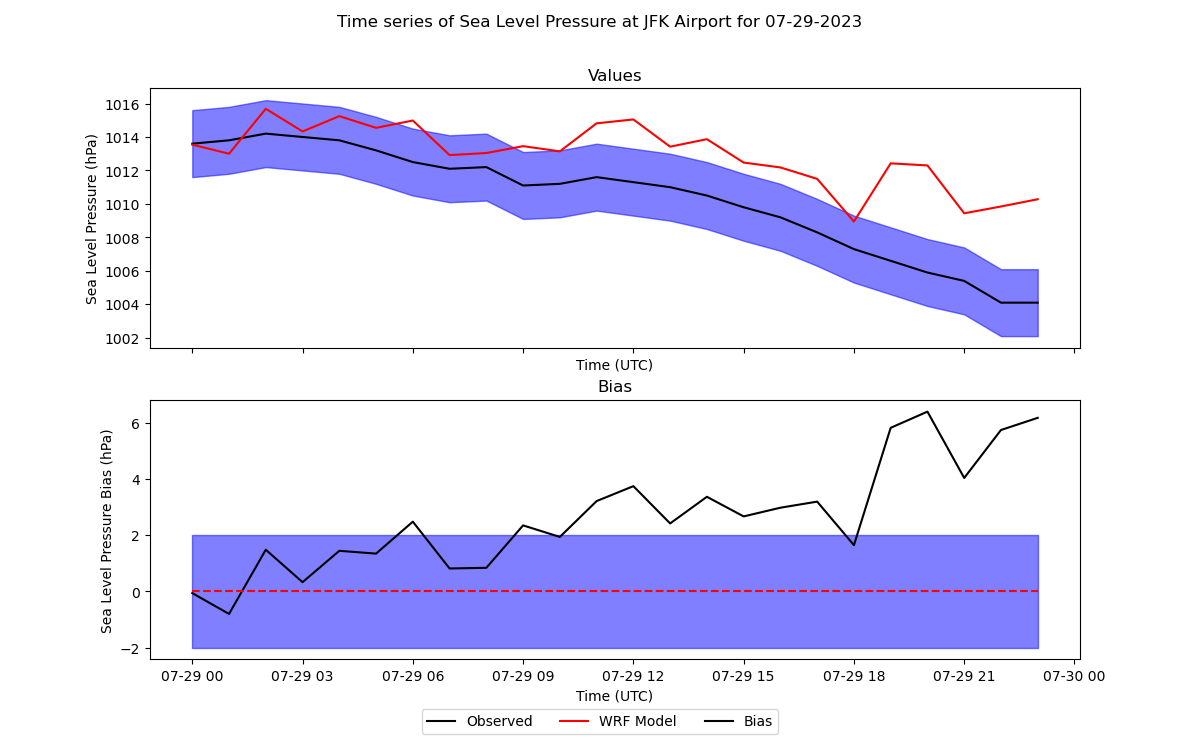 Time series of Sea Level Pressure at JFK Airport for 07-29-2023
Values
Sea Level Pressure (hPa)
1016
1014
1012
1010
1008
1006
1004
1002
Time (UTC)
Bias
Sea Level Pressure Bias (hPa)
6
4
2
0
−2
07-29 00 07-29 03 07-29 06 07-29 09 07-29 12 07-29 15 07-29 18 07-29 21 07-30 00
Time (UTC)
Observed WRF Model Bias